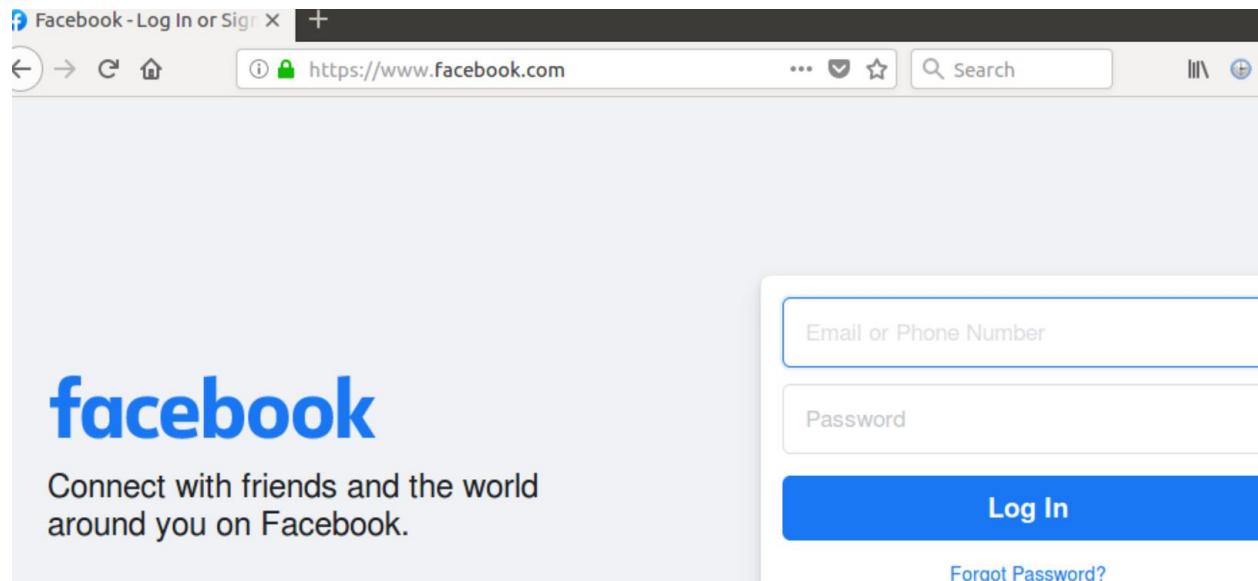 Facebook - Log In or Sign
https://www.facebook.com
Search
Email or Phone Number
Password
facebook
Connect with friends and the world
around you on Facebook.
Log In
Forgot Password?